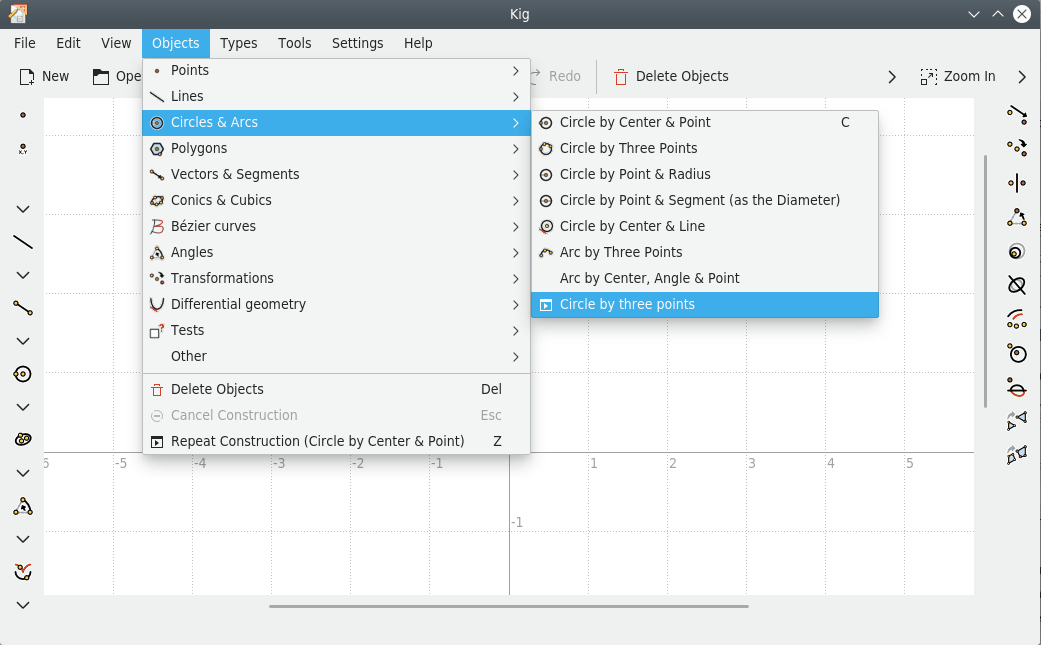 Kig
File Edit View Objects Types Tools Settings Help
New Ope Redo Delete Objects Zoom In
Points
Lines
Circles & Arcs
Polygons
Vectors & Segments
Conics & Cubics
Bézier curves
Angles
Transformations
Differential geometry
Tests
Other
Delete Objects Del
Cancel Construction Esc
Repeat Construction (Circle by Center & Point) Z
Circle by Center & Point C
Circle by Three Points
Circle by Point & Radius
Circle by Point & Segment (as the Diameter)
Circle by Center & Line
Arc by Three Points
Arc by Center, Angle & Point
Circle by three points
X,Y
6 -5 -4 -3 -2 -1 1 2 3 4 5
-1